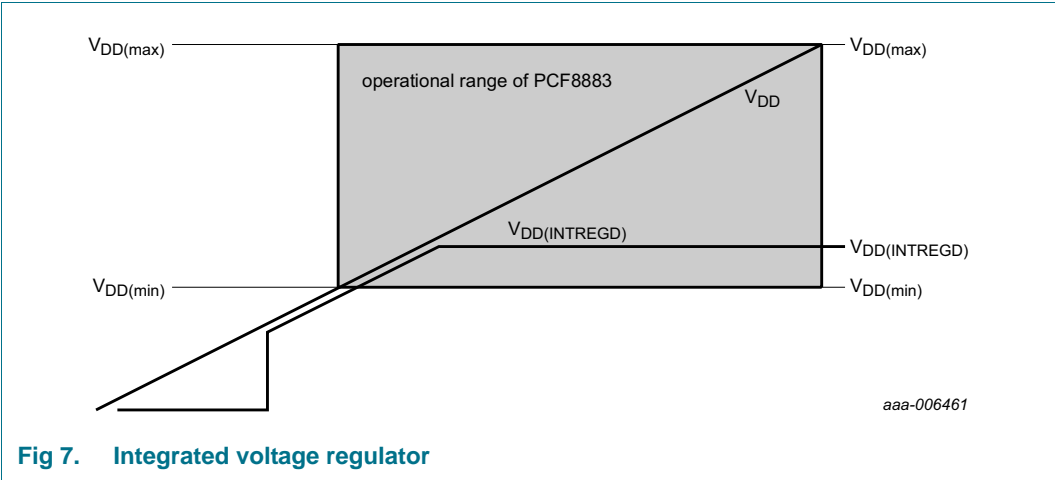 VDD(max) VDD(max)
operational range of PCF8883
VDD
VDD(INTREGD)
VDD(INTREGD)
VDD(min) VDD(min)
aaa-006461
Fig 7. Integrated voltage regulator